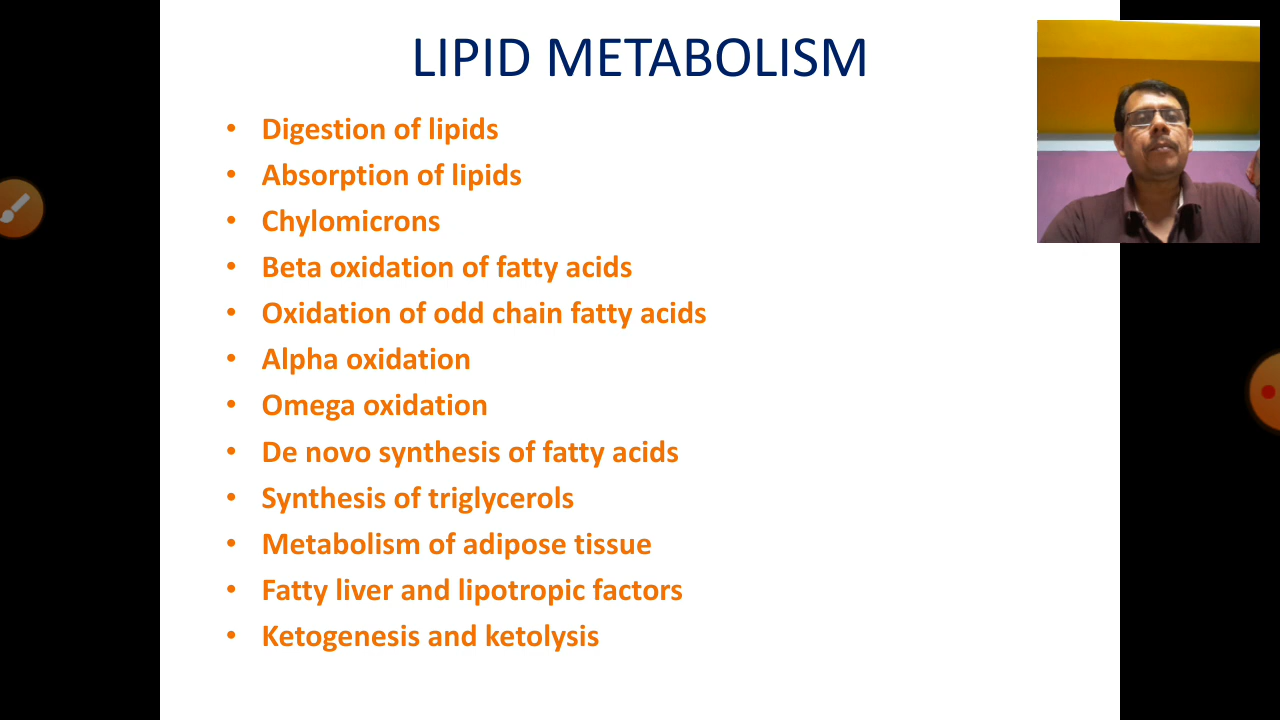 LIPID METABOLISM
• Digestion of lipids
• Absorption of lipids
• Chylomicrons
• Beta oxidation of fatty acids
• Oxidation of odd chain fatty acids
• Alpha oxidation
• Omega oxidation
• De novo synthesis of fatty acids
• Synthesis of triglycerols
• Metabolism of adipose tissue
• Fatty liver and lipotropic factors
• Ketogenesis and ketolysis